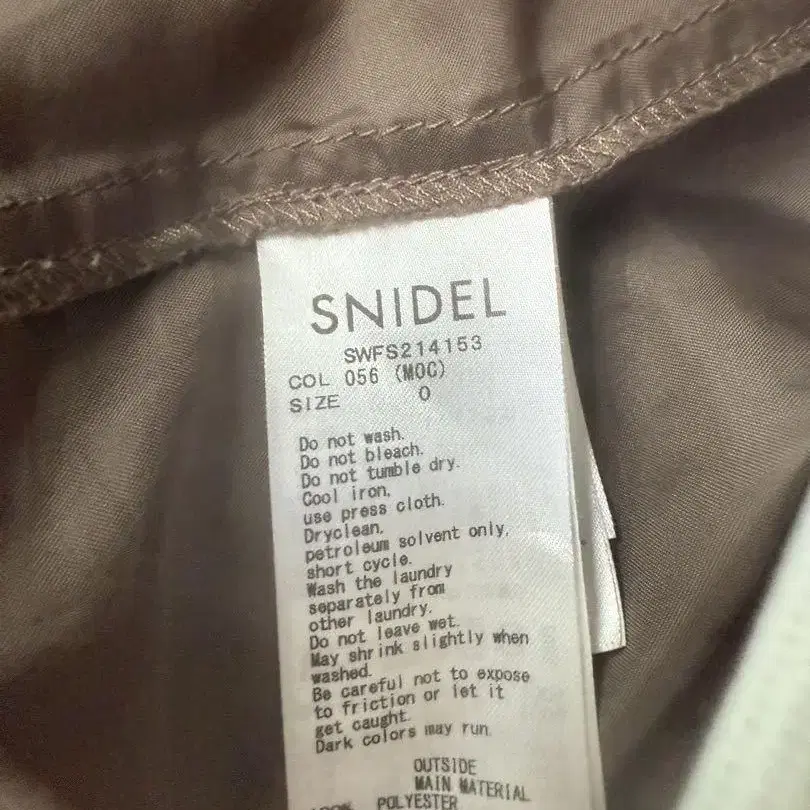 SNIDEL
SWFS214153
COL 056 (MOC)
SIZE 0
Do not wash.
Do not bleach.
Do not tumble dry.
Cool iron,
use press cloth.
Dryclean,
petroleum solvent only,
short cycle.
Wash the laundry
separately from
other laundry.
Do not leave wet.
May shrink slightly when
washed.
Be careful not to expose
to friction or let it
get caught.
Dark colors may run.
OUTSIDE
MAIN MATERIAL
POLYESTER